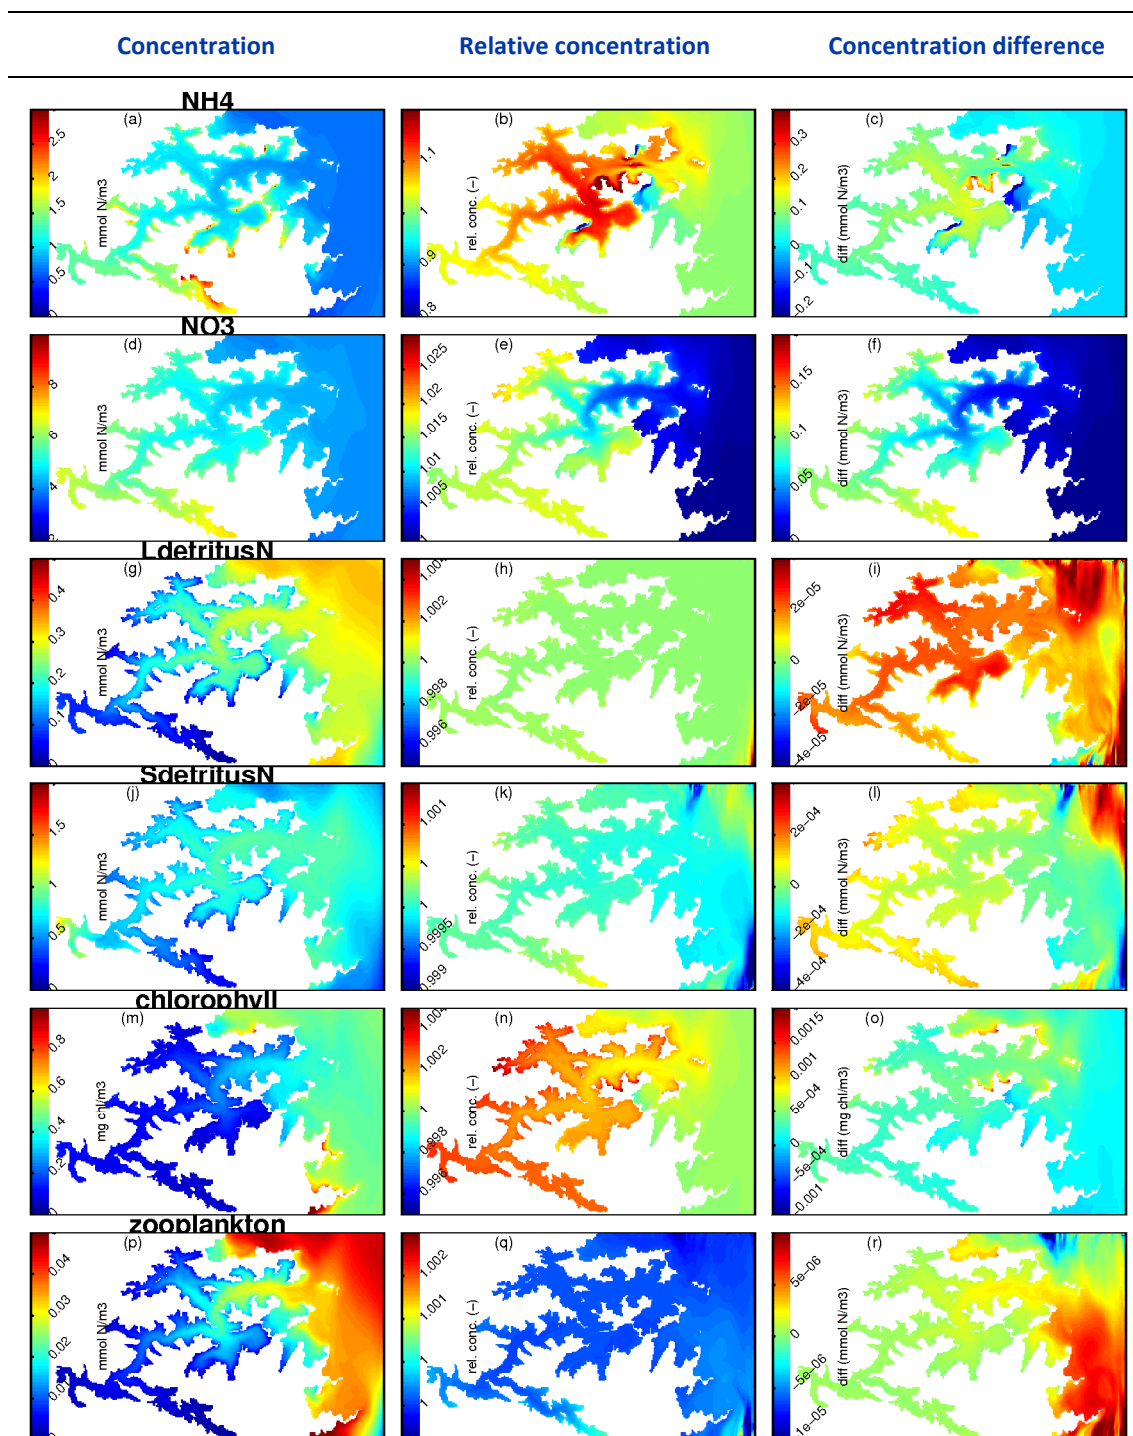 Concentration Relative concentration Concentration difference
NH4
(a) (b) (c)
2.5 2 1.5 1 0.5 0 mmol N/m3
1.1 1 0.9 0.8 rel. conc. (−)
0.3 0.2 0.1 0 −0.1 −0.2 diff (mmol N/m3)
NO3
(d) (e) (f)
8 6 4 2 mmol N/m3
1.025 1.02 1.015 1.01 1.005 1 rel. conc. (−)
0.15 0.1 0.05 0 diff (mmol N/m3)
LdetritusN
(g) (h) (i)
0.4 0.3 0.2 0.1 0 mmol N/m3
1.004 1.002 1 0.998 0.996 rel. conc. (−)
2e−05 0 −2e−05 −4e−05 diff (mmol N/m3)
SdetritusN
(j) (k) (l)
1.5 1 0.5 0 mmol N/m3
1.001 1 1 0.9995 0.999 rel. conc. (−)
2e−04 0 −2e−04 −4e−04 diff (mmol N/m3)
chlorophyll
(m) (n) (o)
0.8 0.6 0.4 0.2 mg chl/m3
1.004 1.002 1 0.998 0.996 rel. conc. (−)
0.0015 0.001 5e−04 0 −5e−04 −0.001 diff (mg chl/m3)
zooplankton
(p) (q) (r)
0.04 0.03 0.02 0.01 mmol N/m3
1.002 1.001 1 1 rel. conc. (−)
5e−06 0 −5e−06 −1e−05 diff (mmol N/m3)